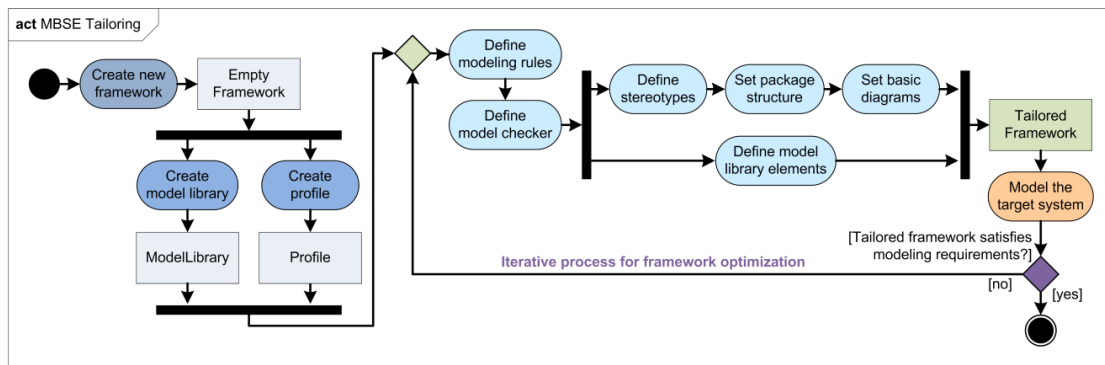 act MBSE Tailoring
Create new
framework
Empty
Framework
Create
model library
Create
profile
ModelLibrary
Profile
Define
modeling rules
Define
model checker
Define
stereotypes
Set package
structure
Set basic
diagrams
Define model
library elements
Tailored
Framework
Model the
target system
[Tailored framework satisfies
modeling requirements?]
Iterative process for framework optimization
[no]
[yes]